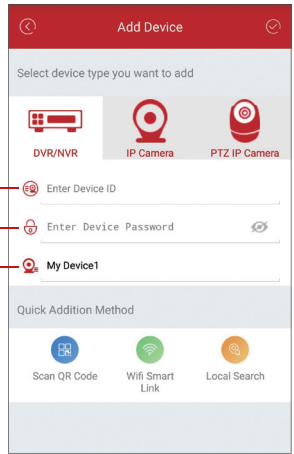 Add Device
Select device type you want to add
DVR/NVR IP Camera PTZ IP Camera
Enter Device ID
Enter Device Password
My Device1
Quick Addition Method
Scan QR Code Wifi Smart Local Search
Link